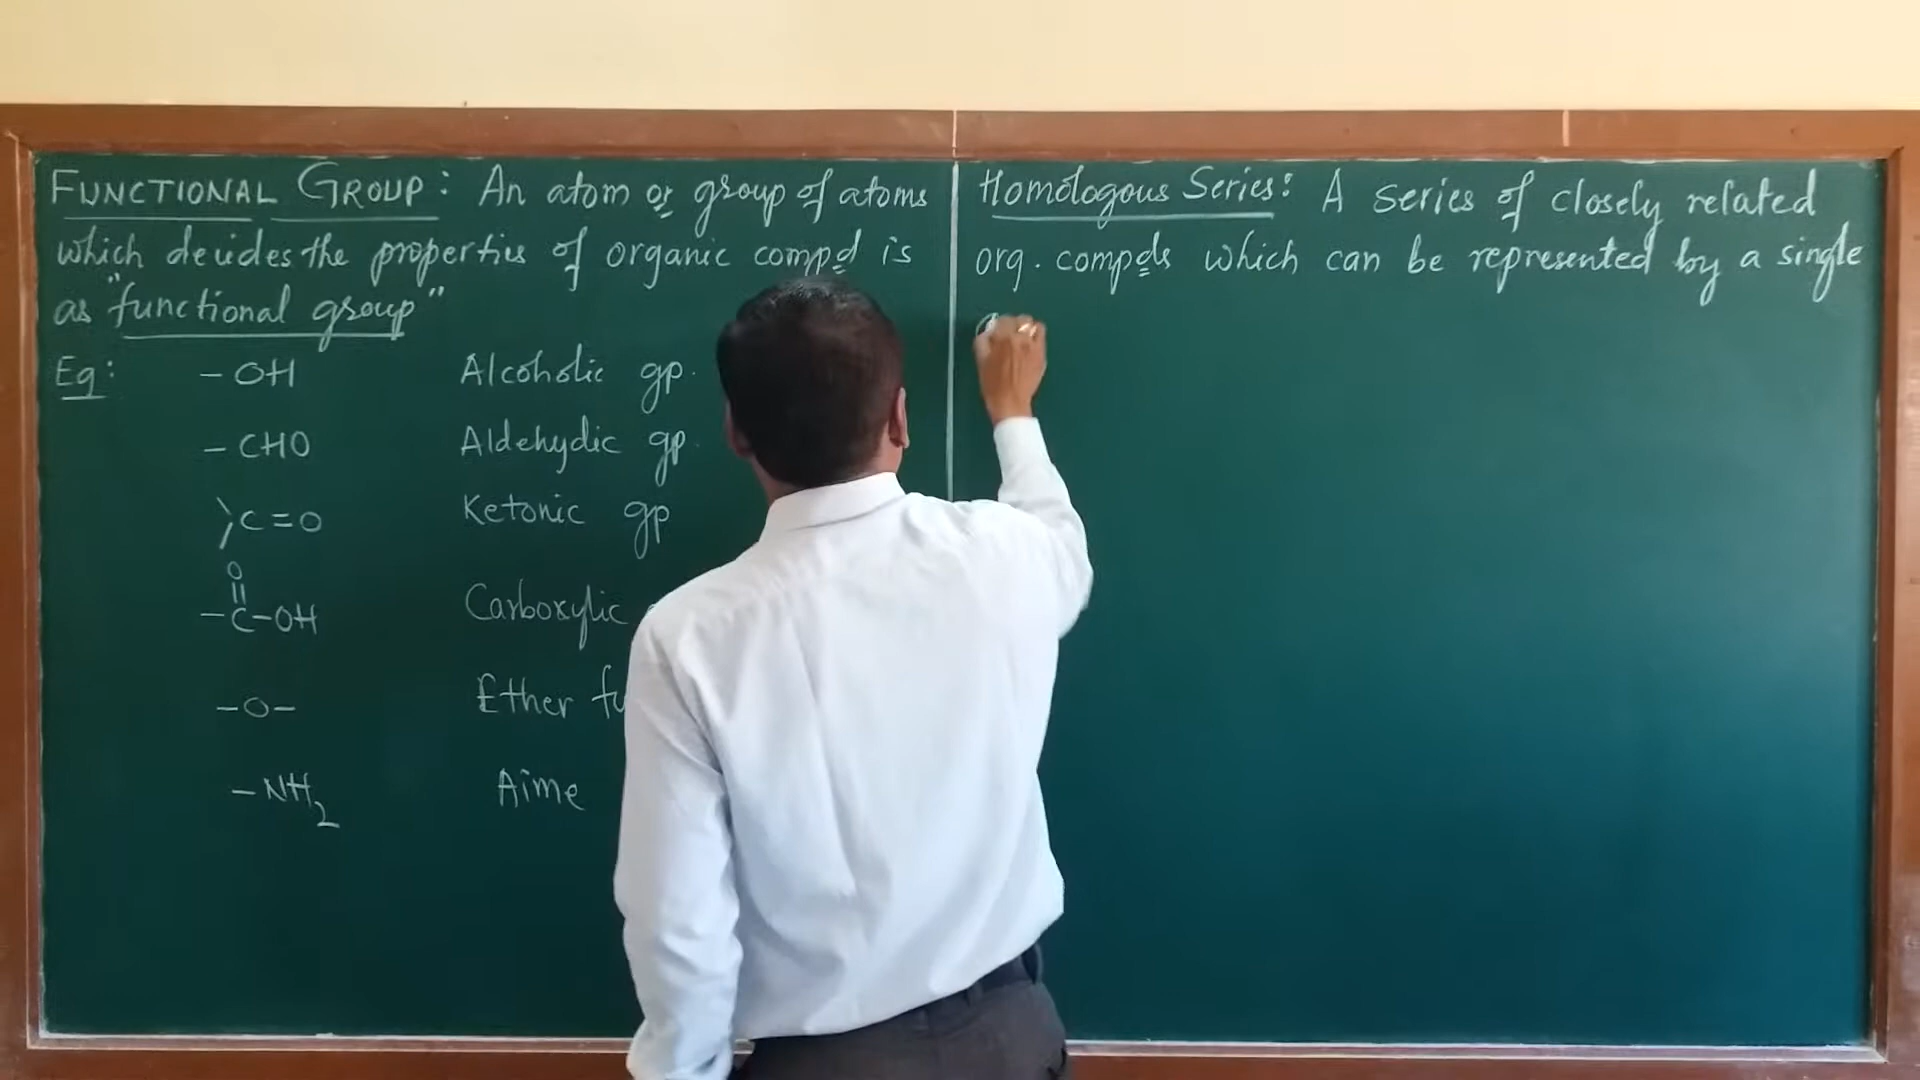 FUNCTIONAL GROUP: An atom or group of atoms
which decides the properties of organic compd is
as "functional group"
Eg:
-OH Alcoholic gp.
-CHO Aldehydic gp.
>C=O Ketonic gp
O
||
-C-OH Carboxylic
-O- Ether
-NH2 Aime
Homologous Series: A series of closely related
org. compds which can be represented by a single